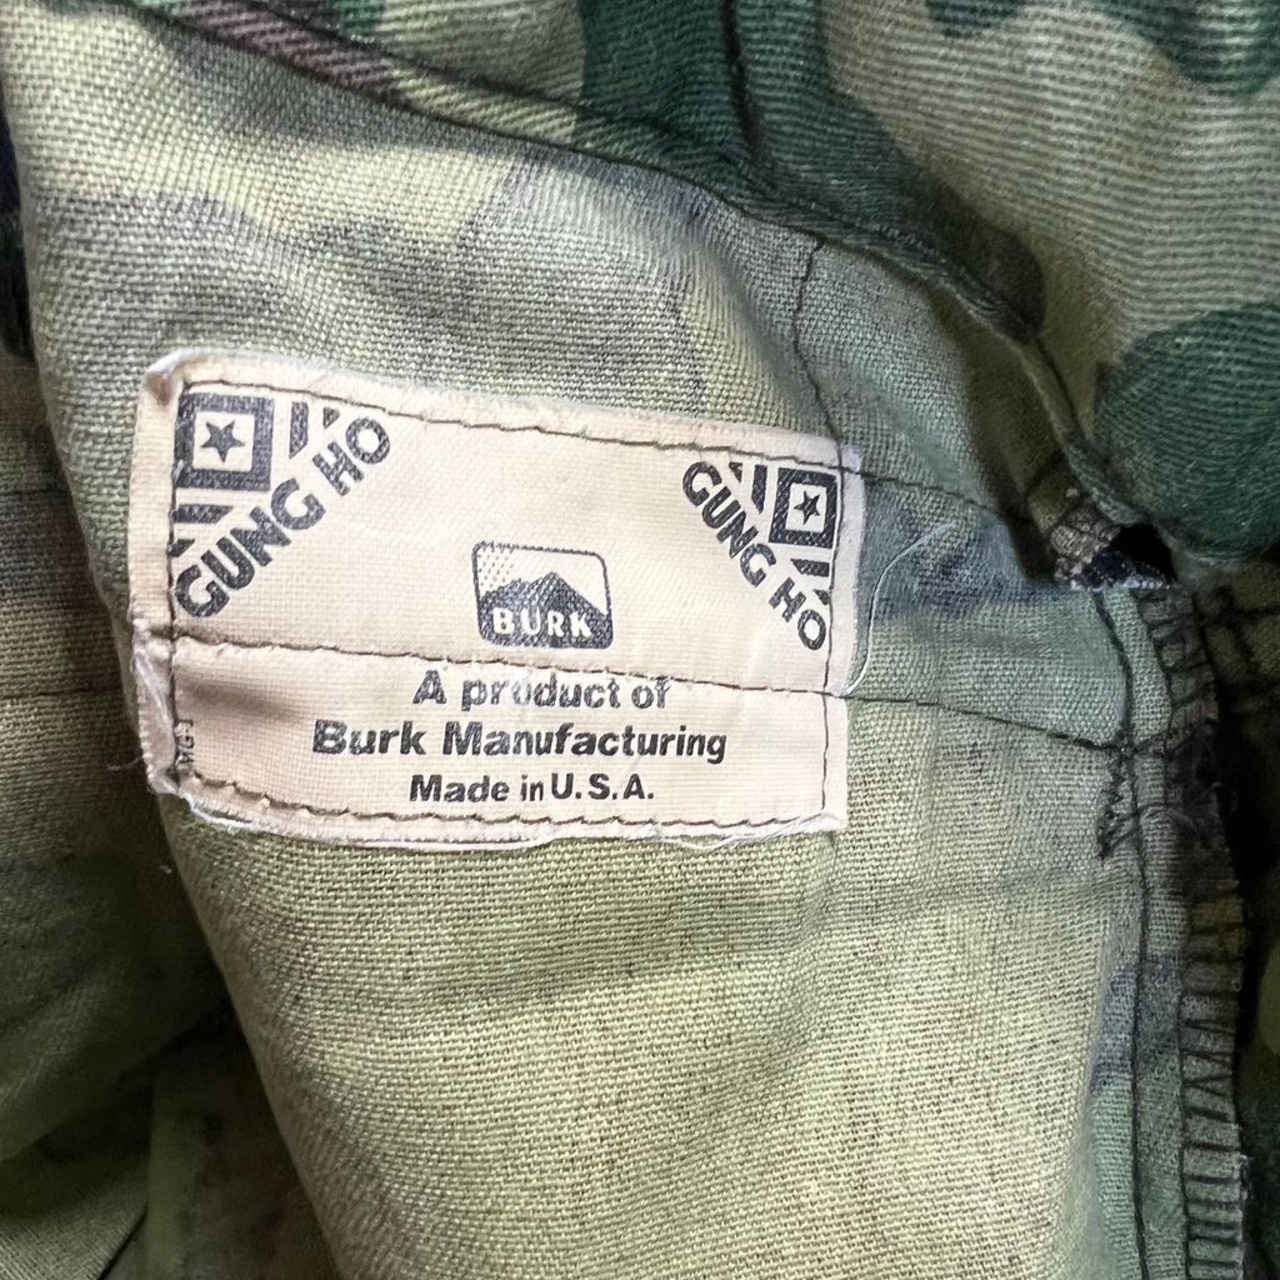 GUNG HO
GUNG HO
BURK
A product of
Burk Manufacturing
Made in U.S.A.